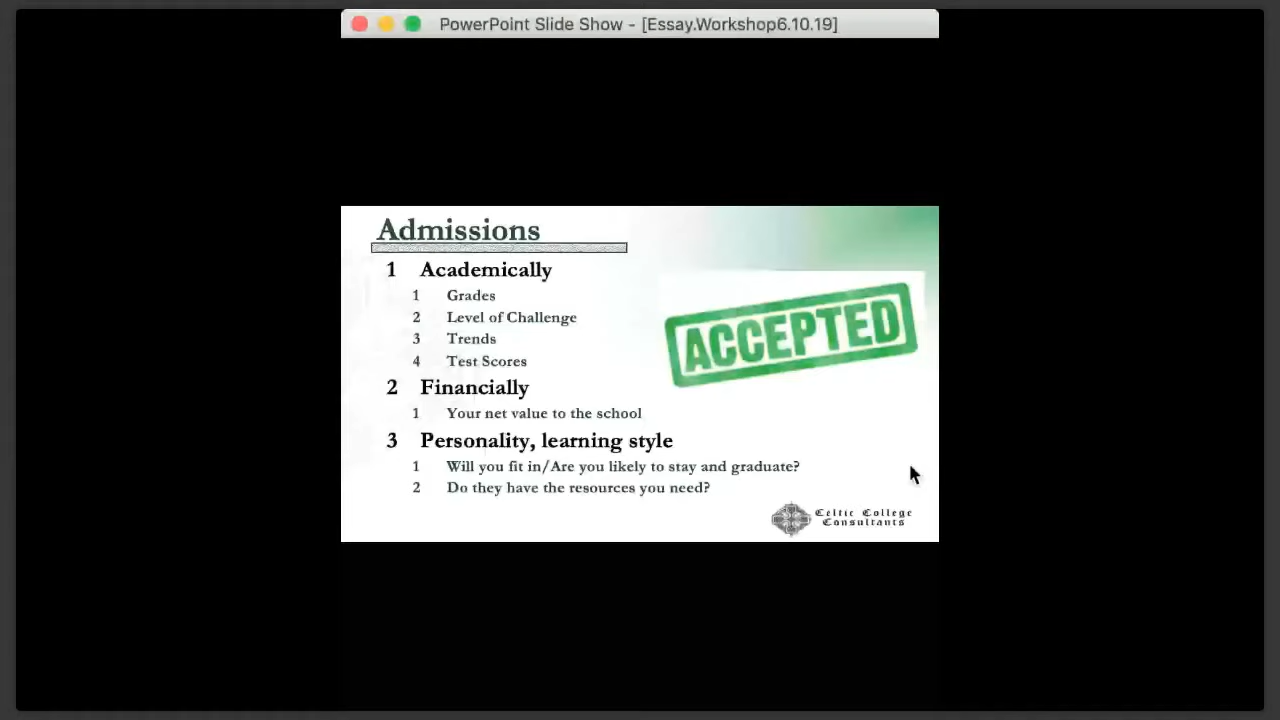 PowerPoint Slide Show - [Essay.Workshop6.10.19]
Admissions
1 Academically
1 Grades
2 Level of Challenge
3 Trends
4 Test Scores
ACCEPTED
2 Financially
1 Your net value to the school
3 Personality, learning style
1 Will you fit in/Are you likely to stay and graduate?
2 Do they have the resources you need?
Celtic College
Consultants